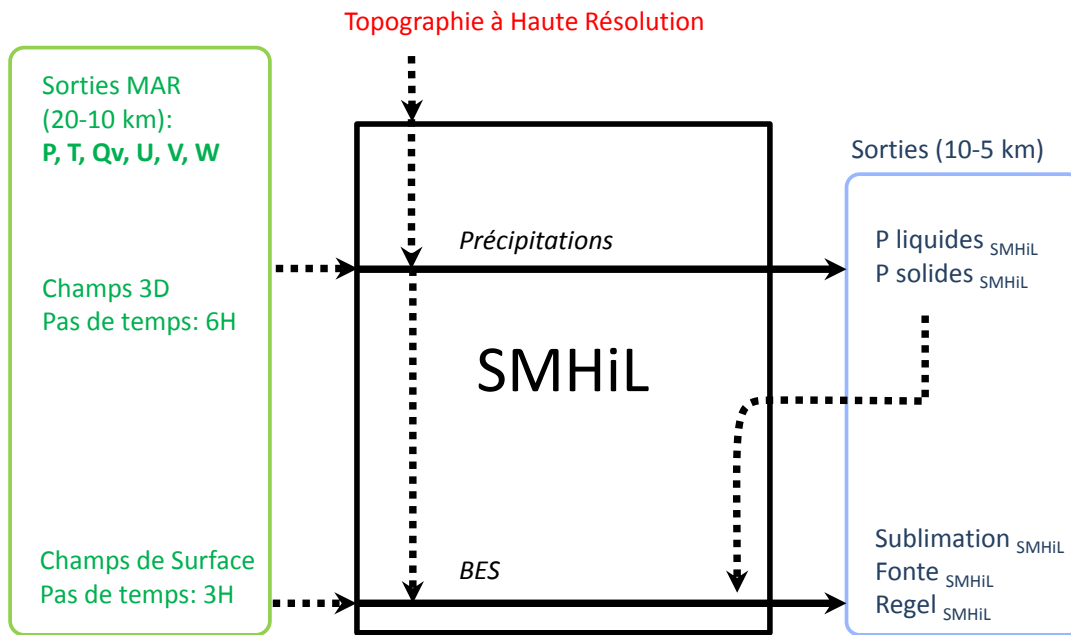 Topographie à Haute Résolution
Sorties MAR
(20-10 km):
P, T, Qv, U, V, W
Champs 3D
Pas de temps: 6H
Champs de Surface
Pas de temps: 3H
Précipitations
SMHiL
BES
Sorties (10-5 km)
P liquides SMHiL
P solides SMHiL
Sublimation SMHiL
Fonte SMHiL
Regel SMHiL